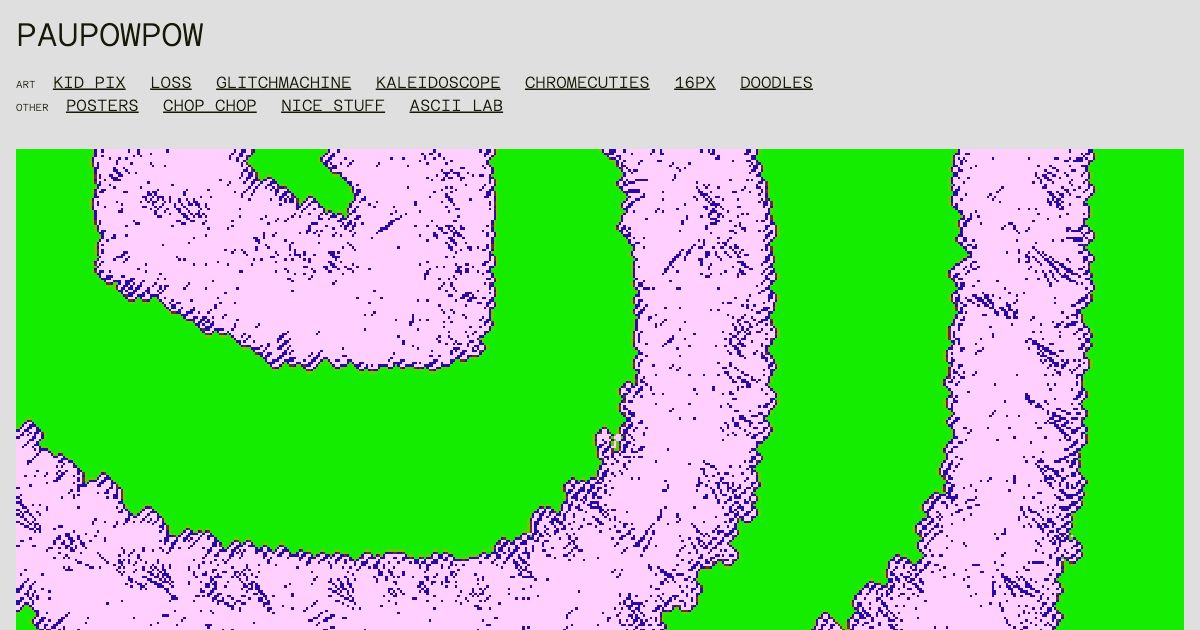 PAUPOWPOW
ART KID PIX LOSS GLITCHMACHINE KALEIDOSCOPE CHROMECUTIES 16PX DOODLES
OTHER POSTERS CHOP CHOP NICE STUFF ASCII LAB